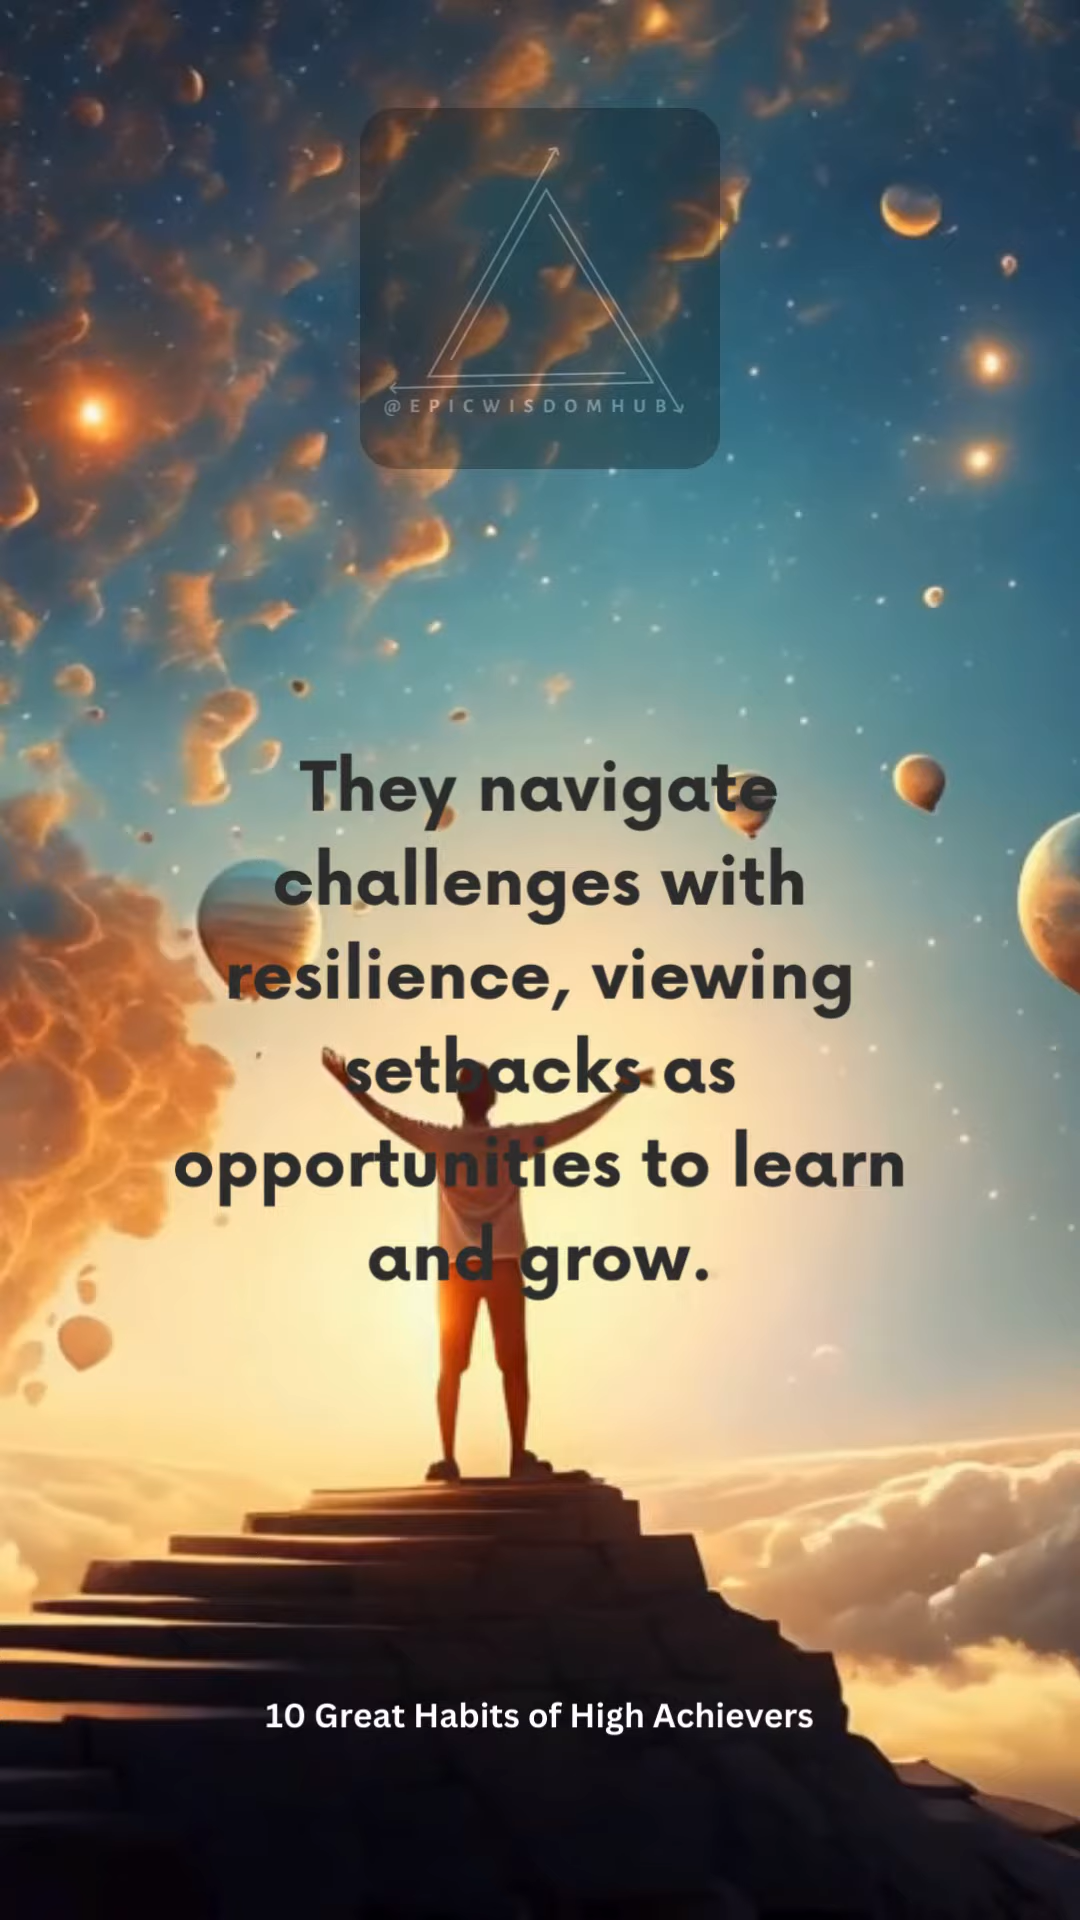 @EPICWISDOMHUB
They navigate
challenges with
resilience, viewing
setbacks as
opportunities to learn
and grow.
10 Great Habits of High Achievers